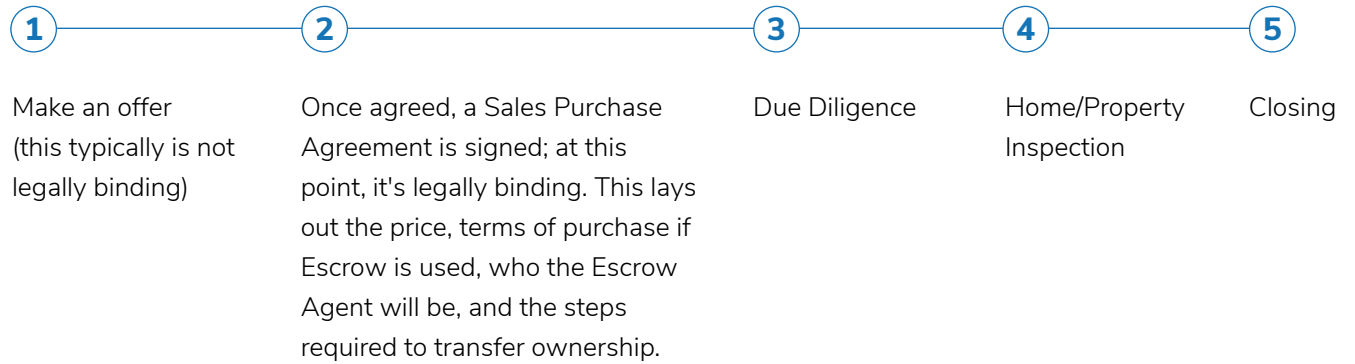 1
Make an offer
(this typically is not
legally binding)
2
Once agreed, a Sales Purchase
Agreement is signed; at this
point, it's legally binding. This lays
out the price, terms of purchase if
Escrow is used, who the Escrow
Agent will be, and the steps
required to transfer ownership.
3
Due Diligence
4
Home/Property
Inspection
5
Closing